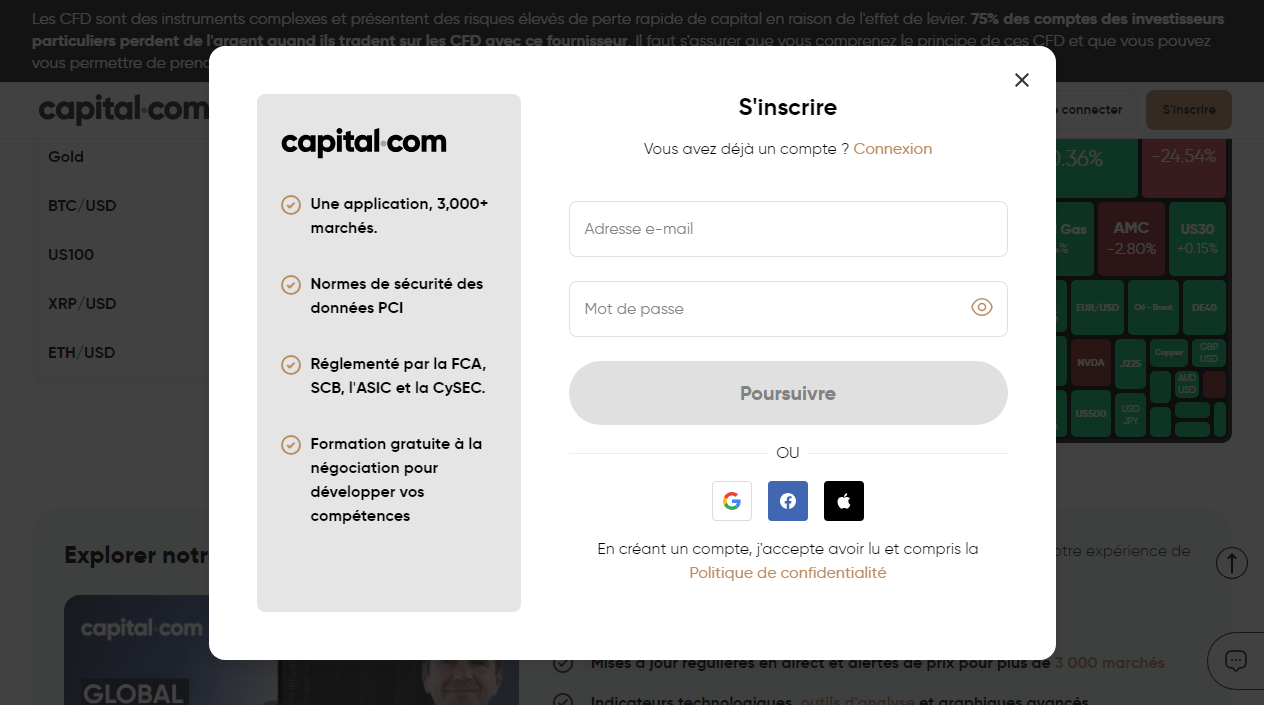 Les CFD sont des instruments complexes et présentent des risques élevés de perte rapide de capital en raison de l'effet de levier. 75% des comptes des investisseurs
particuliers perdent de l'argent quand ils tradent sur les CFD avec ce fournisseur. Il faut s'assurer que vous comprenez le principe de ces CFD et que vous pouvez
vous permettre de
capital.com
connecter
S'inscrire
Gold
BTC/USD
US100
XRP/USD
ETH/USD
capital.com
Une application, 3,000+
marchés.
Normes de sécurité des
données PCI
Réglementé par la FCA,
SCB, l'ASIC et la CySEC.
Formation gratuite à la
négociation pour
développer vos
compétences
S'inscrire
Vous avez déjà un compte ? Connexion
Adresse e-mail
Mot de passe
Poursuivre
OU
En créant un compte, j'accepte avoir lu et compris la
Politique de confidentialité
0.36%
-24.54%
Gas
AMC
-2.80%
US30
+0.15%
EUR/USD
Oil - Brent
DE40
NVDA
J225
Copper
GBP
USD
AUD
USD
US500
USD
JPY
Explorer
expérience de
capital.com
GLOBAL
Mises à jour régulières en direct et alertes de prix pour plus de 3 000 marchés
Indicateurs technologiques, outils d'analyse et graphiques avancés